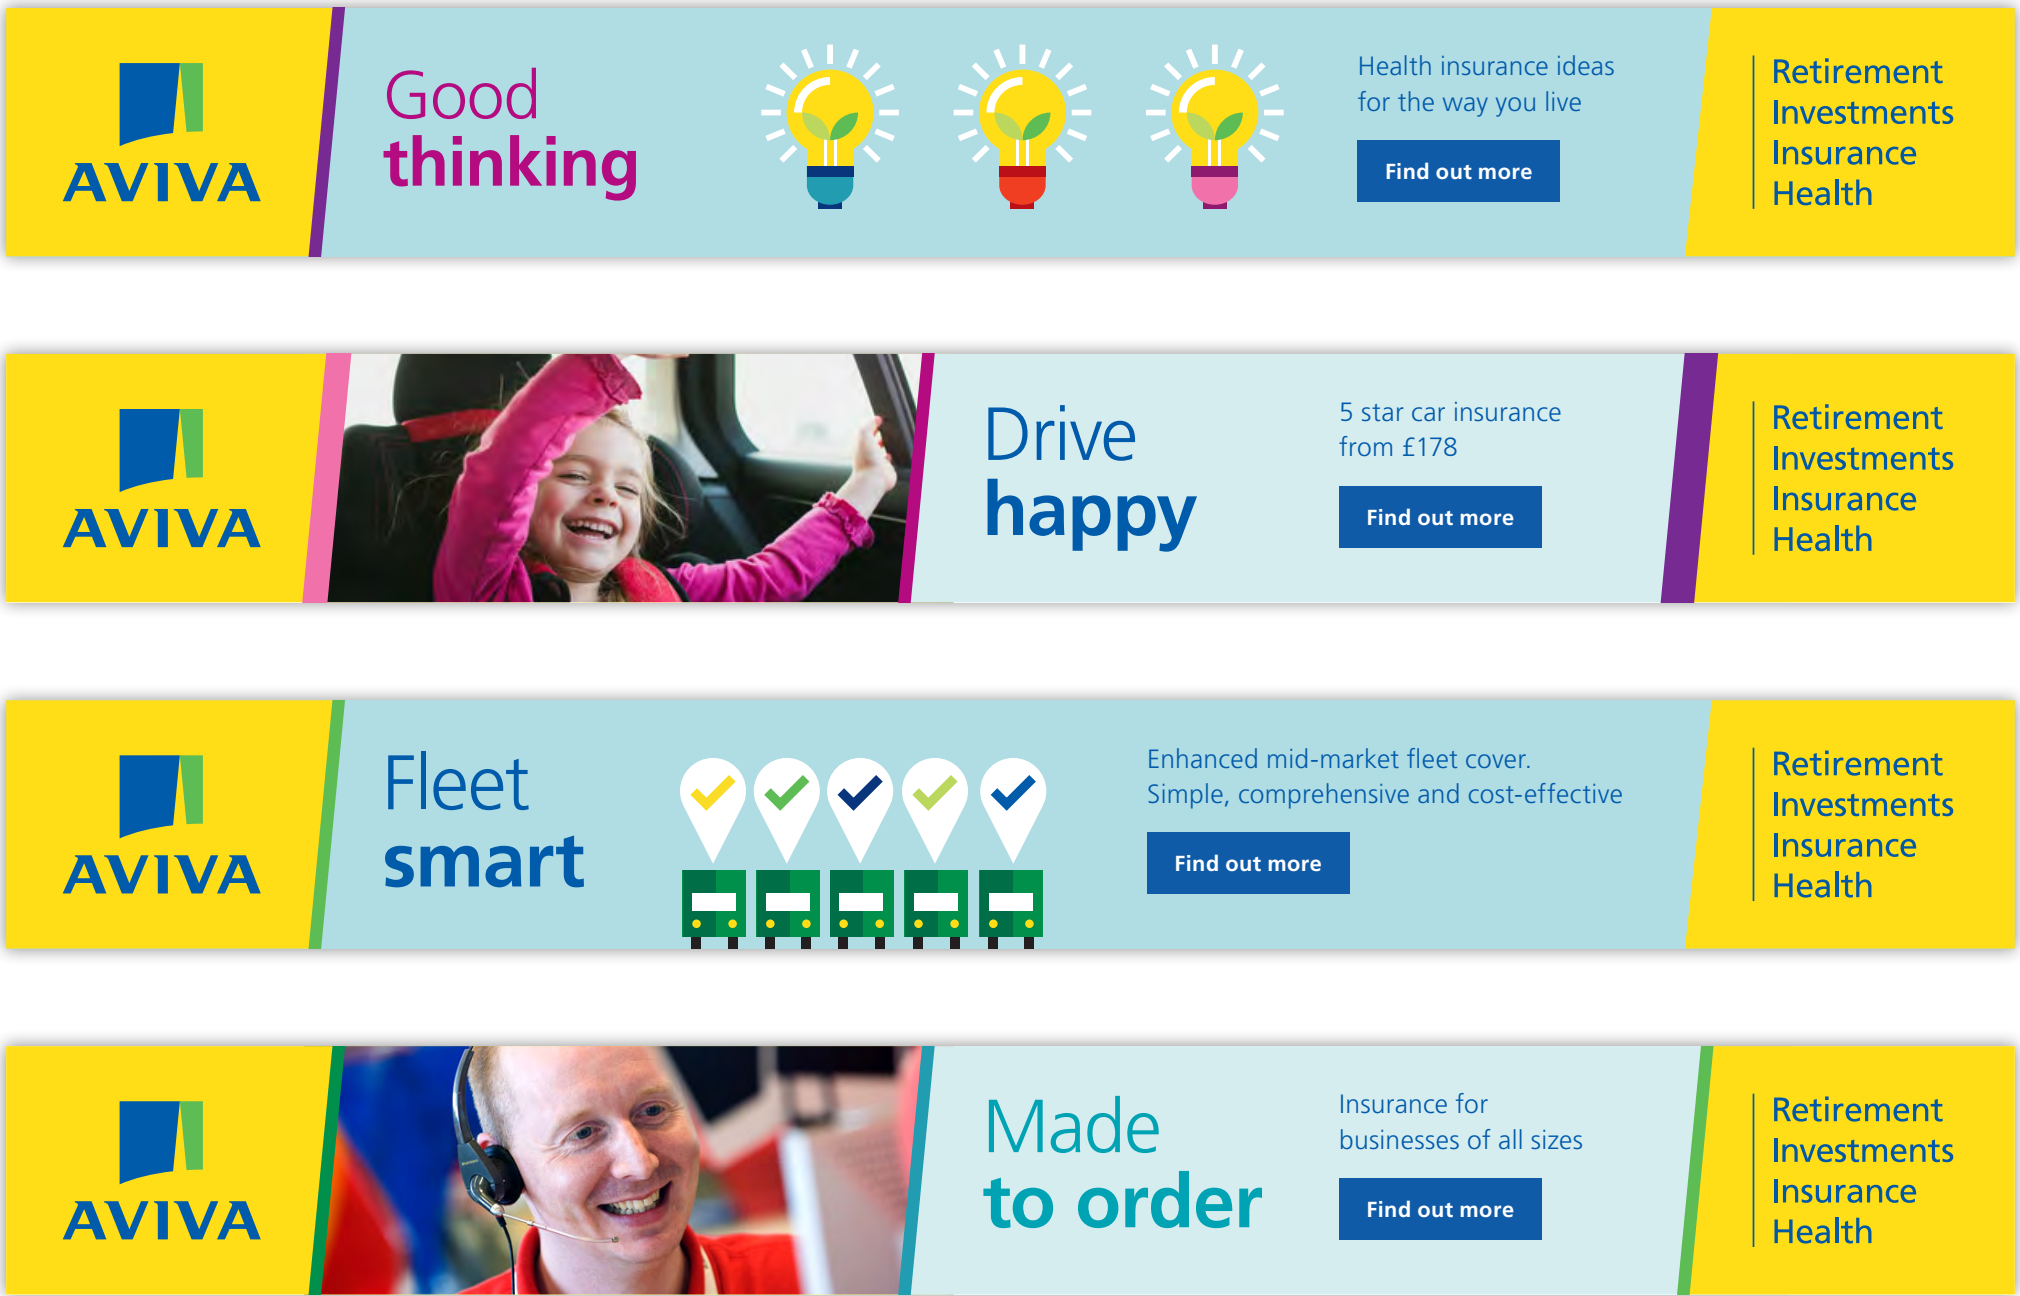 AVIVA
Good
thinking
Health insurance ideas
for the way you live
Find out more
Retirement
Investments
Insurance
Health
AVIVA
Drive
happy
5 star car insurance
from £178
Find out more
Retirement
Investments
Insurance
Health
AVIVA
Fleet
smart
Enhanced mid-market fleet cover.
Simple, comprehensive and cost-effective
Find out more
Retirement
Investments
Insurance
Health
AVIVA
Made
to order
Insurance for
businesses of all sizes
Find out more
Retirement
Investments
Insurance
Health